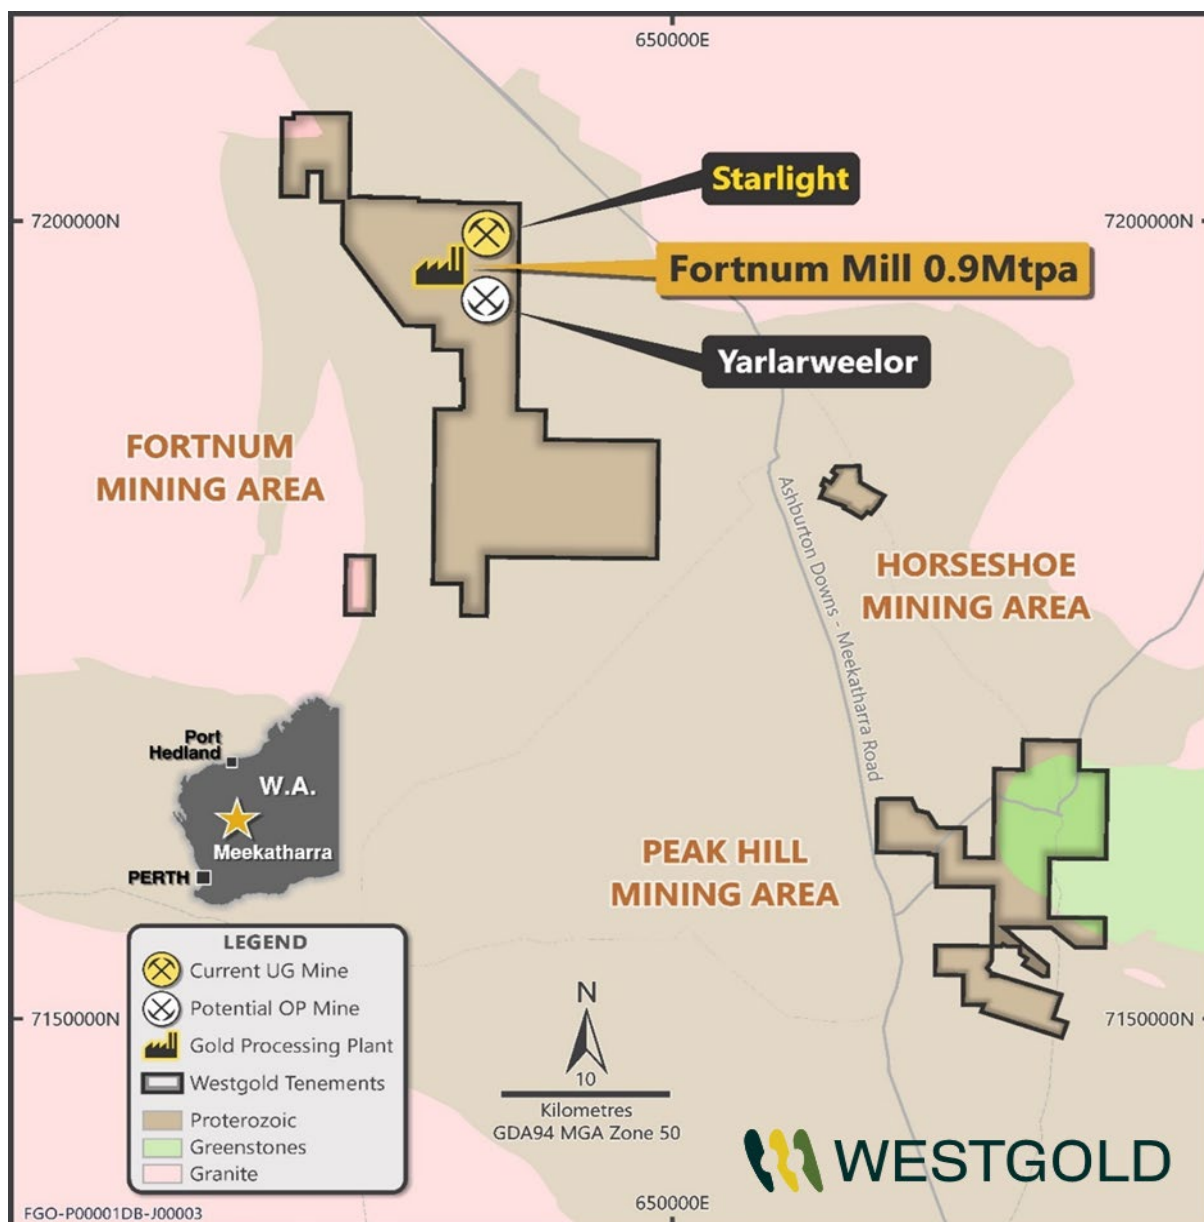 650000E
7200000N
7200000N
Starlight
Fortnum Mill 0.9Mtpa
Yarlarweelor
FORTNUM
MINING AREA
Ashburton Downs - Meekatharra Road
HORSESHOE
MINING AREA
Port
Hedland
W.A.
Meekatharra
PERTH
PEAK HILL
MINING AREA
LEGEND
Current UG Mine
Potential OP Mine
Gold Processing Plant
Westgold Tenements
Proterozoic
Greenstones
Granite
7150000N
7150000N
N
10
Kilometres
GDA94 MGA Zone 50
WESTGOLD
650000E
FGO-P00001DB-J00003